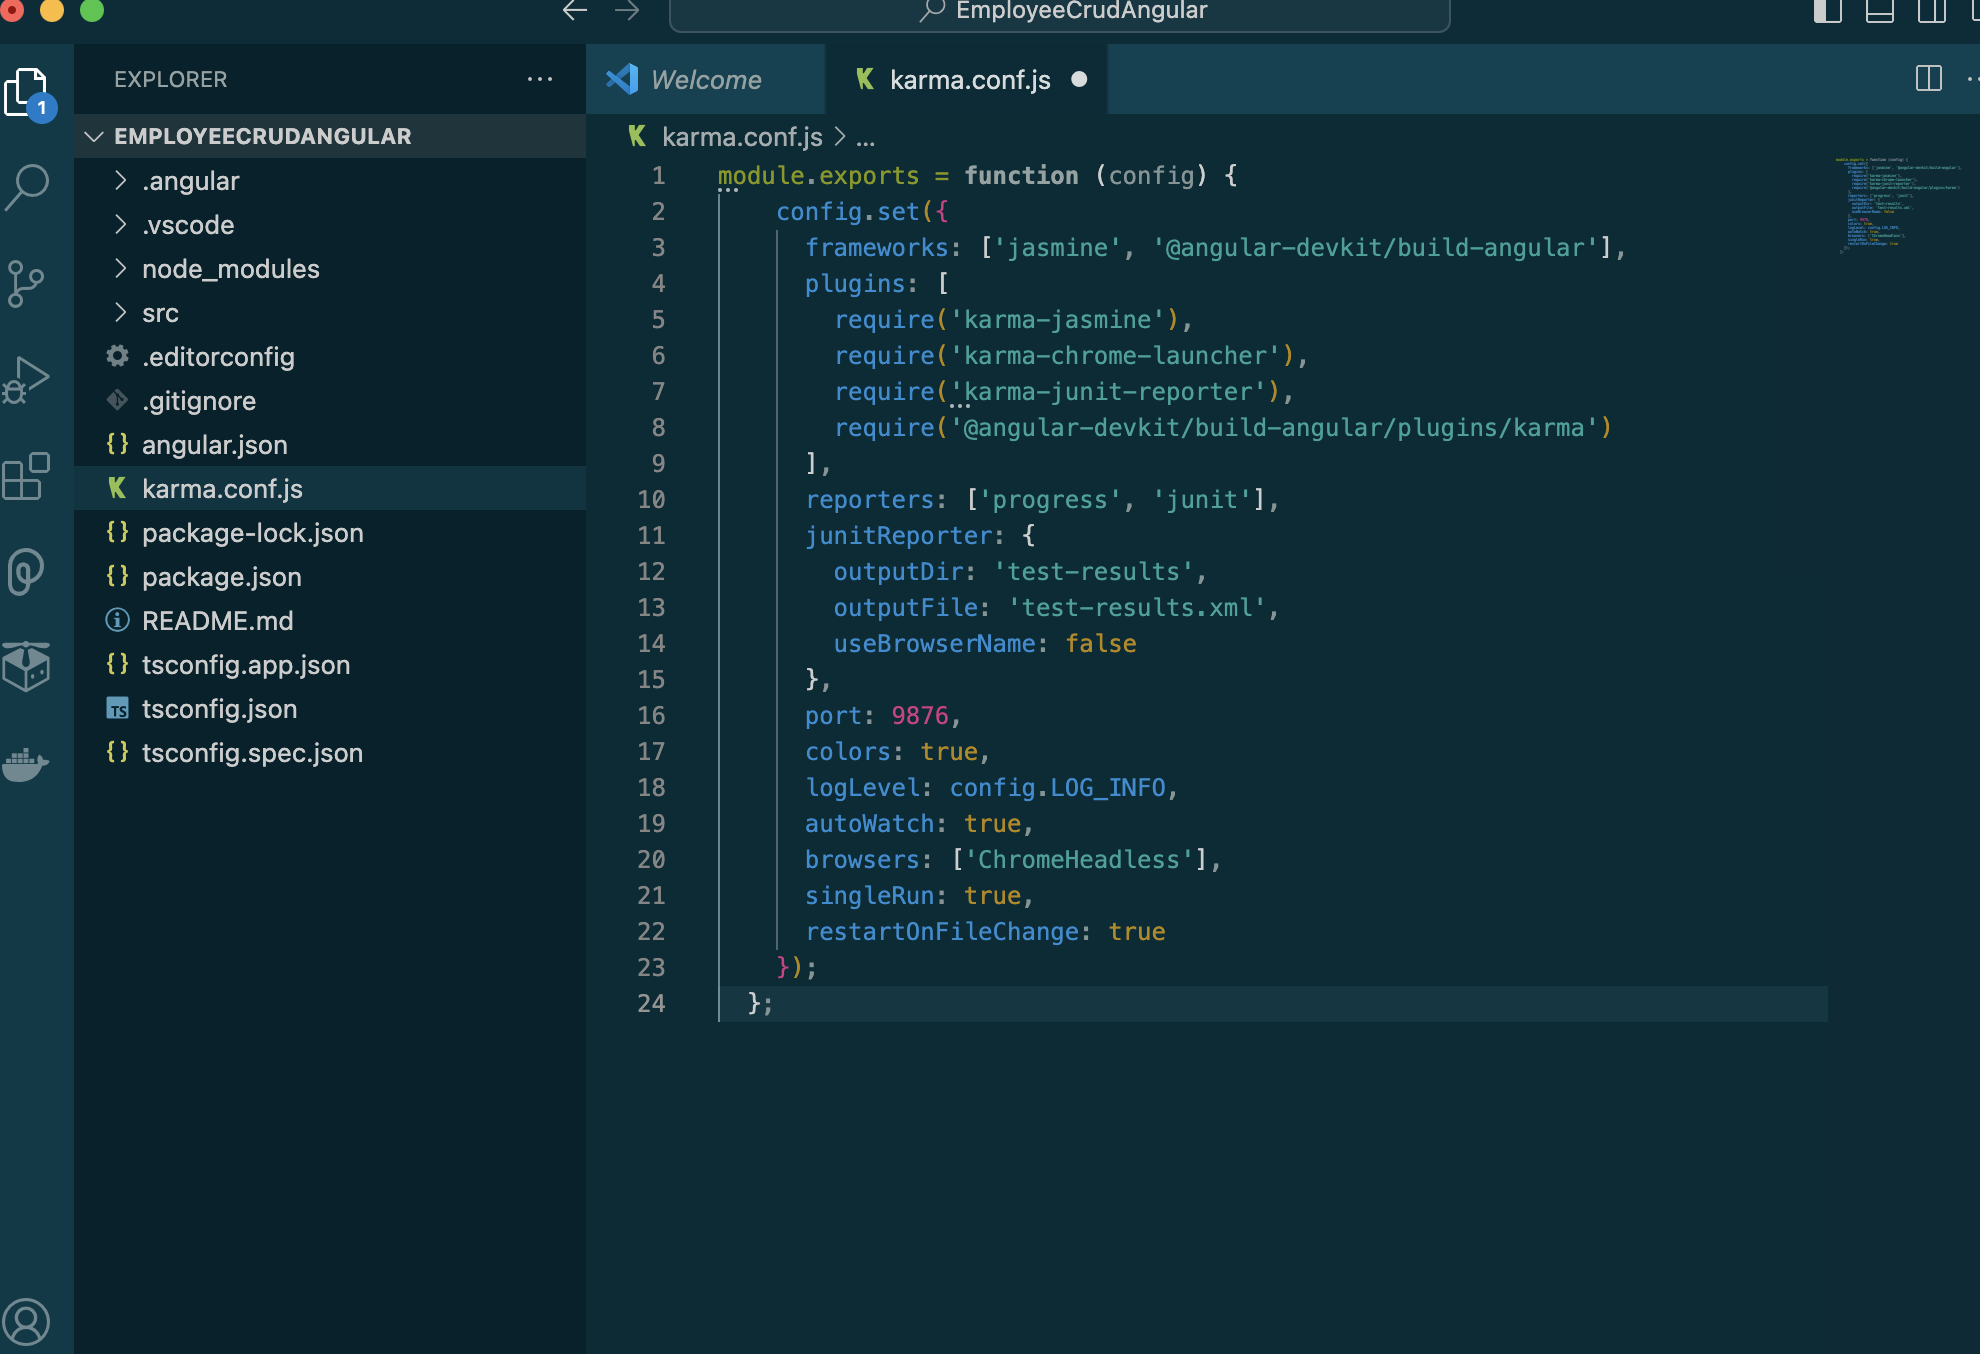 EmployeeCrudAngular
EXPLORER
1
EMPLOYEECRUDANGULAR
.angular
.vscode
node_modules
src
.editorconfig
.gitignore
angular.json
karma.conf.js
package-lock.json
package.json
README.md
tsconfig.app.json
TS tsconfig.json
tsconfig.spec.json
Welcome
karma.conf.js
karma.conf.js > ...
1 module.exports = function (config) {
2 config.set({
3 frameworks: ['jasmine', '@angular-devkit/build-angular'],
4 plugins: [
5 require('karma-jasmine'),
6 require('karma-chrome-launcher'),
7 require('karma-junit-reporter'),
8 require('@angular-devkit/build-angular/plugins/karma')
9 ],
10 reporters: ['progress', 'junit'],
11 junitReporter: {
12 outputDir: 'test-results',
13 outputFile: 'test-results.xml',
14 useBrowserName: false
15 },
16 port: 9876,
17 colors: true,
18 logLevel: config.LOG_INFO,
19 autoWatch: true,
20 browsers: ['ChromeHeadless'],
21 singleRun: true,
22 restartOnFileChange: true
23 });
24 };